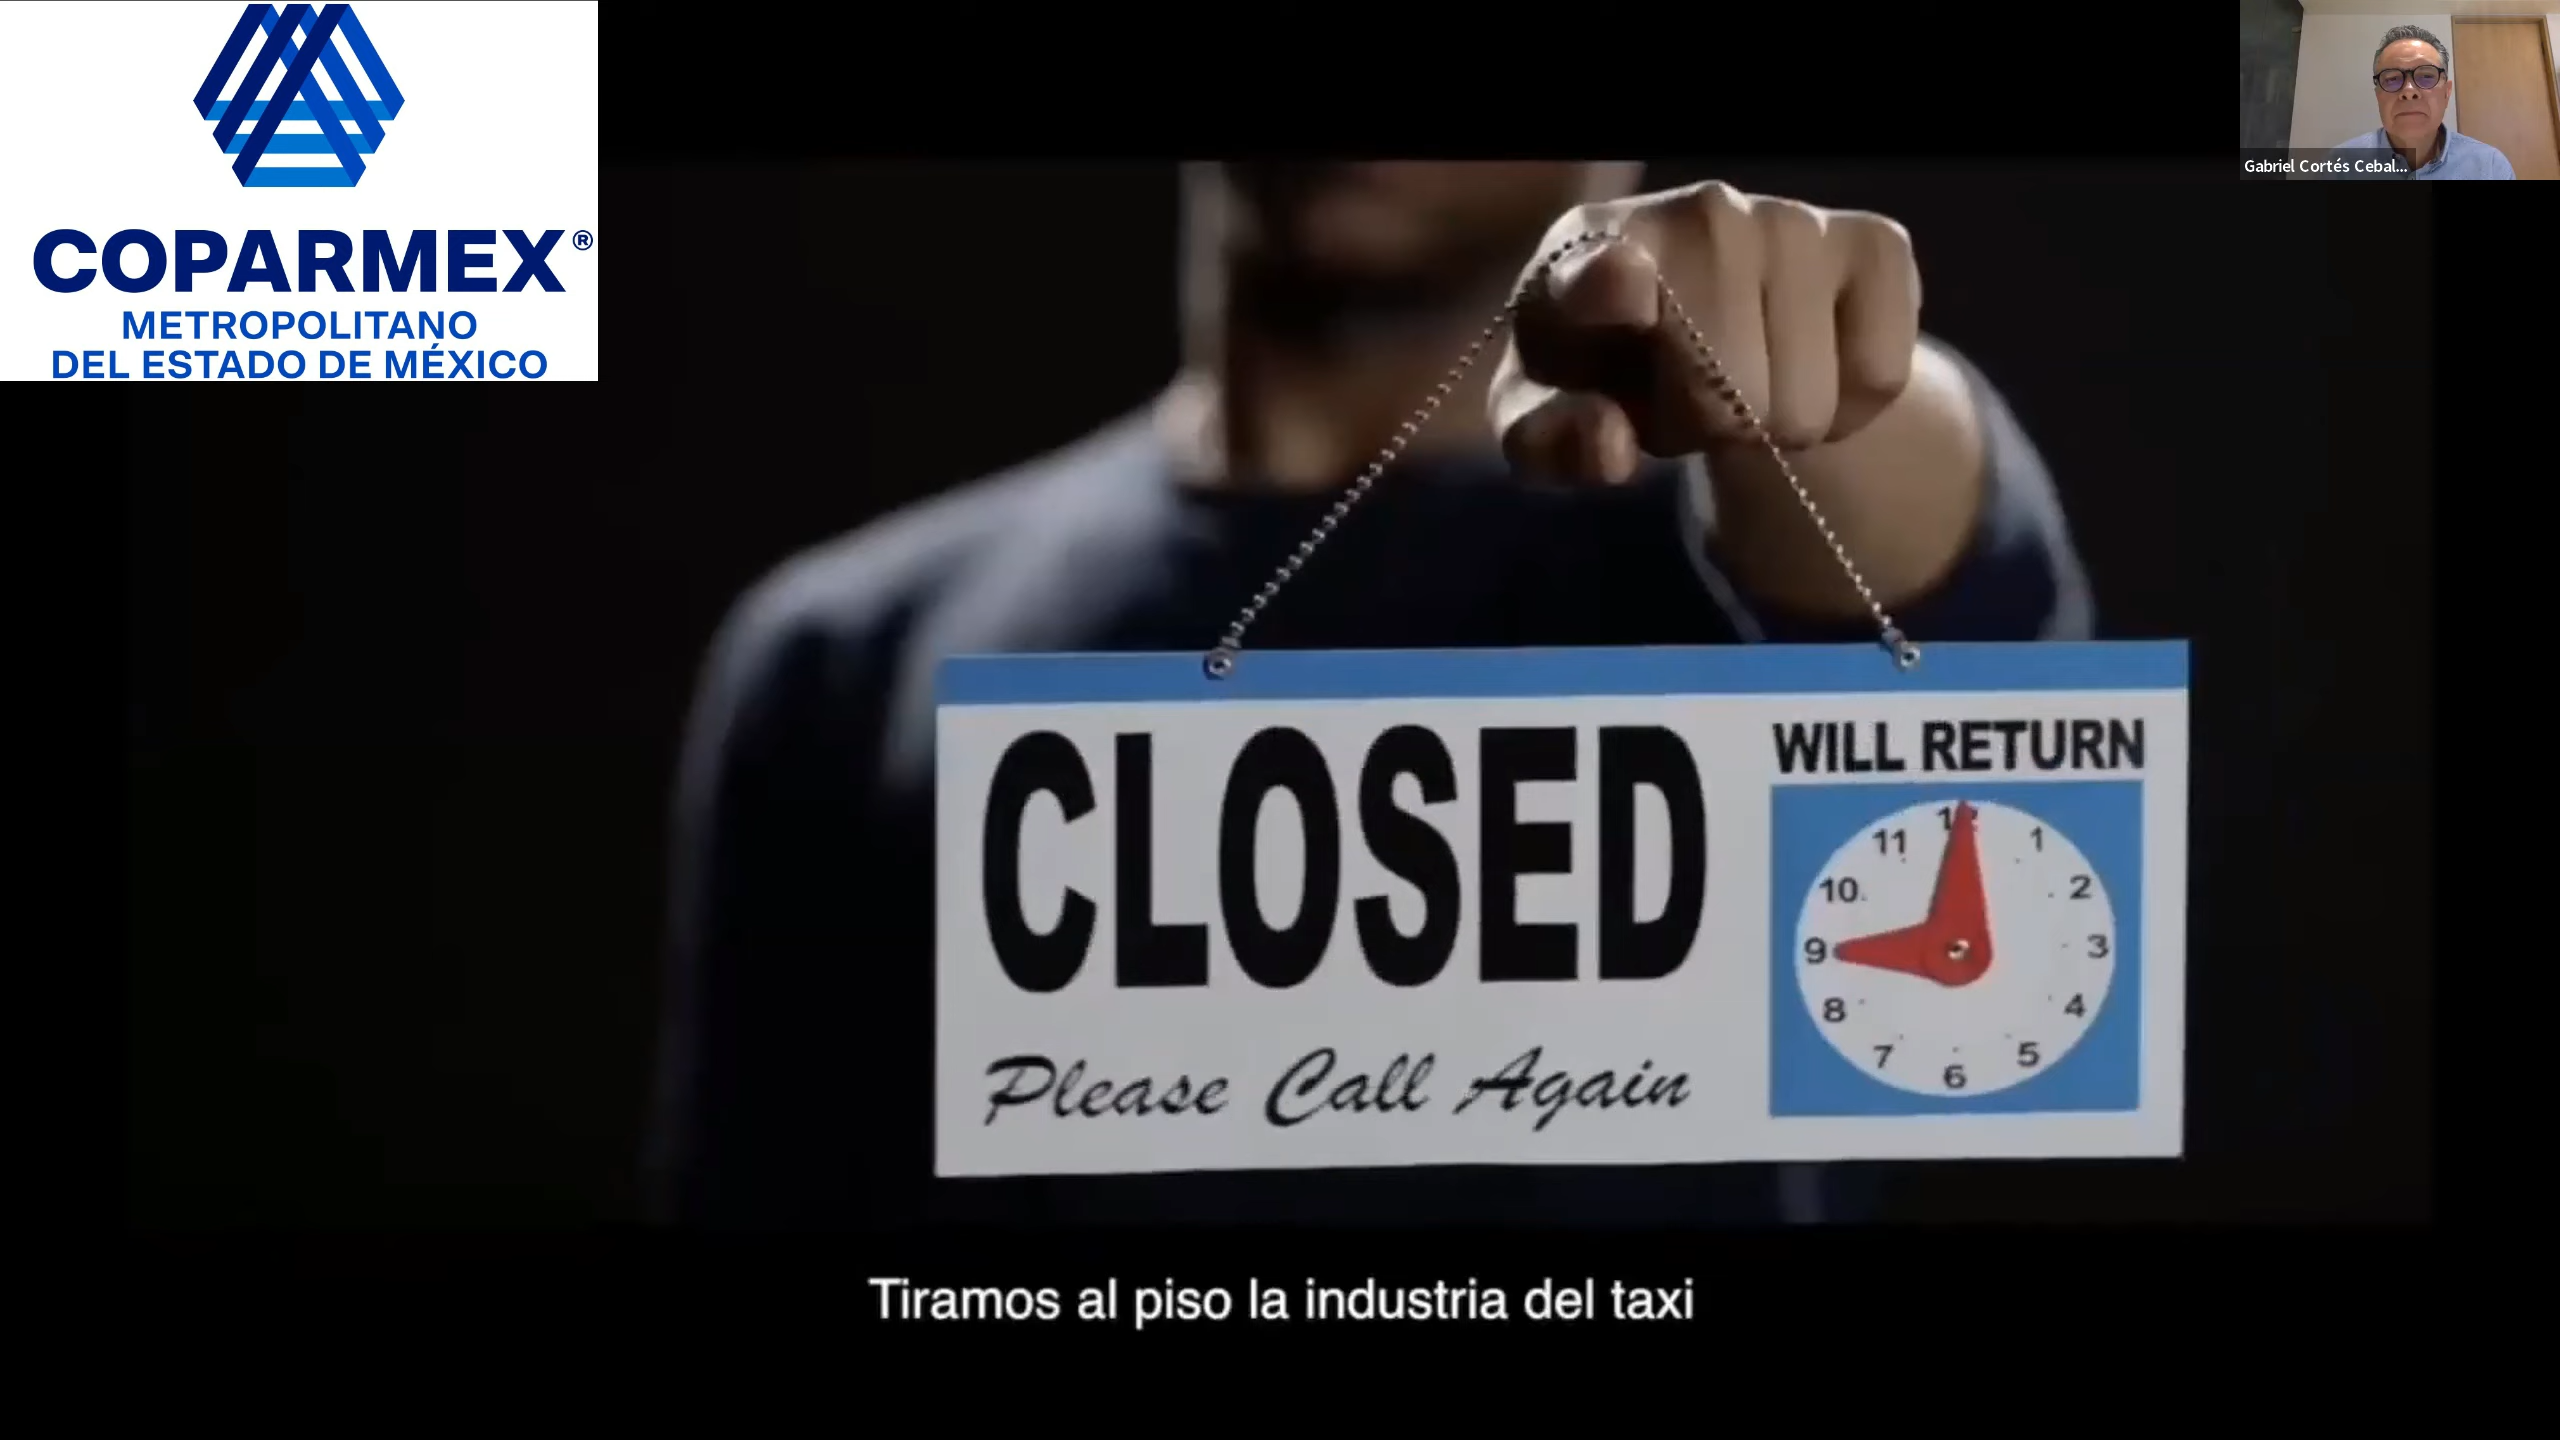 COPARMEX®
METROPOLITANO
DEL ESTADO DE MÉXICO
Gabriel Cortés Cebal...
CLOSED
Please Call Again
WILL RETURN
12
11
1
10
2
9
3
8
4
7
5
6
Tiramos al piso la industria del taxi